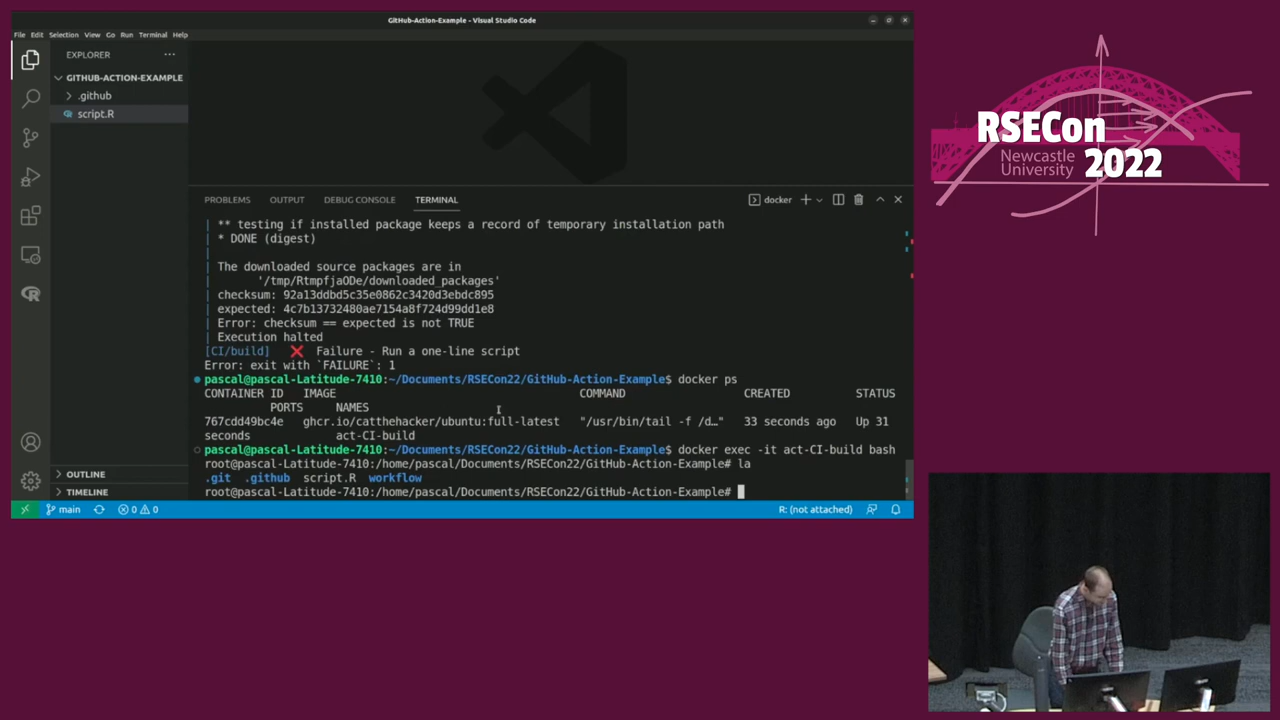 GitHub-Action-Example - Visual Studio Code
File Edit Selection View Go Run Terminal Help
EXPLORER
GITHUB-ACTION-EXAMPLE
.github
script.R
OUTLINE
TIMELINE
PROBLEMS OUTPUT DEBUG CONSOLE TERMINAL docker
| ** testing if installed package keeps a record of temporary installation path
| * DONE (digest)
|
| The downloaded source packages are in
| '/tmp/RtmpfjaODe/downloaded_packages'
| checksum: 92a13ddbd5c35e0862c3420d3ebdc895
| expected: 4c7b13732480ae7154a8f724d99dd1e8
| Error: checksum == expected is not TRUE
| Execution halted
[CI/build] ❌ Failure - Run a one-line script
Error: exit with `FAILURE`: 1
pascal@pascal-Latitude-7410:~/Documents/RSECon22/GitHub-Action-Example$ docker ps
CONTAINER ID IMAGE COMMAND CREATED STATUS
PORTS NAMES
767cdd49bc4e ghcr.io/catthehacker/ubuntu:full-latest "/usr/bin/tail -f /d…" 33 seconds ago Up 31
seconds act-CI-build
pascal@pascal-Latitude-7410:~/Documents/RSECon22/GitHub-Action-Example$ docker exec -it act-CI-build bash
root@pascal-Latitude-7410:/home/pascal/Documents/RSECon22/GitHub-Action-Example# la
.git .github script.R workflow
root@pascal-Latitude-7410:/home/pascal/Documents/RSECon22/GitHub-Action-Example#
main 0 0 R: (not attached)
RSECon
Newcastle
University 2022